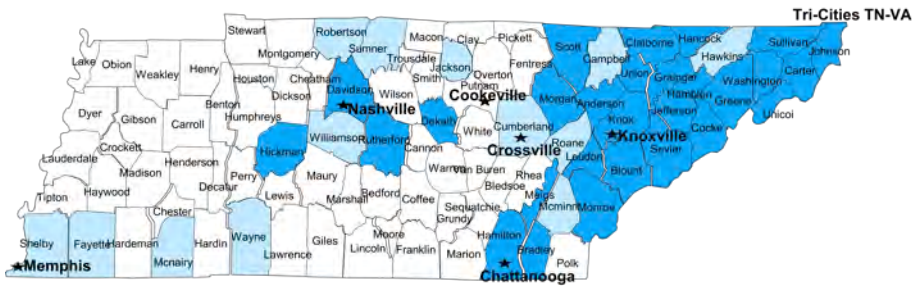 Tri-Cities TN-VA
Stewart
Montgomery
Robertson
Sumner
Macon
Clay
Pickett
Scott
Campbell
Claiborne
Hancock
Hawkins
Sullivan
Johnson
Lake
Obion
Weakley
Henry
Houston
Cheatham
Davidson
Trousdale
Smith
Jackson
Overton
Fentress
Union
Grainger
Hamblen
Washington
Carter
Dyer
Gibson
Carroll
Benton
Humphreys
Dickson
Nashville
Wilson
Putnam
Cookeville
Morgan
Anderson
Knox
Jefferson
Greene
Unicoi
Lauderdale
Crockett
Madison
Henderson
Decatur
Perry
Hickman
Williamson
Rutherford
Dekalb
Cannon
White
Cumberland
Crossville
Roane
Loudon
Knoxville
Sevier
Cocke
Blount
Tipton
Haywood
Chester
Lewis
Maury
Marshall
Bedford
Coffee
Warren
Van Buren
Bledsoe
Rhea
Meigs
Mcminn
Monroe
Shelby
Fayette
Hardeman
Mcnairy
Hardin
Wayne
Lawrence
Giles
Lincoln
Moore
Franklin
Grundy
Sequatchie
Marion
Hamilton
Bradley
Polk
Memphis
Chattanooga